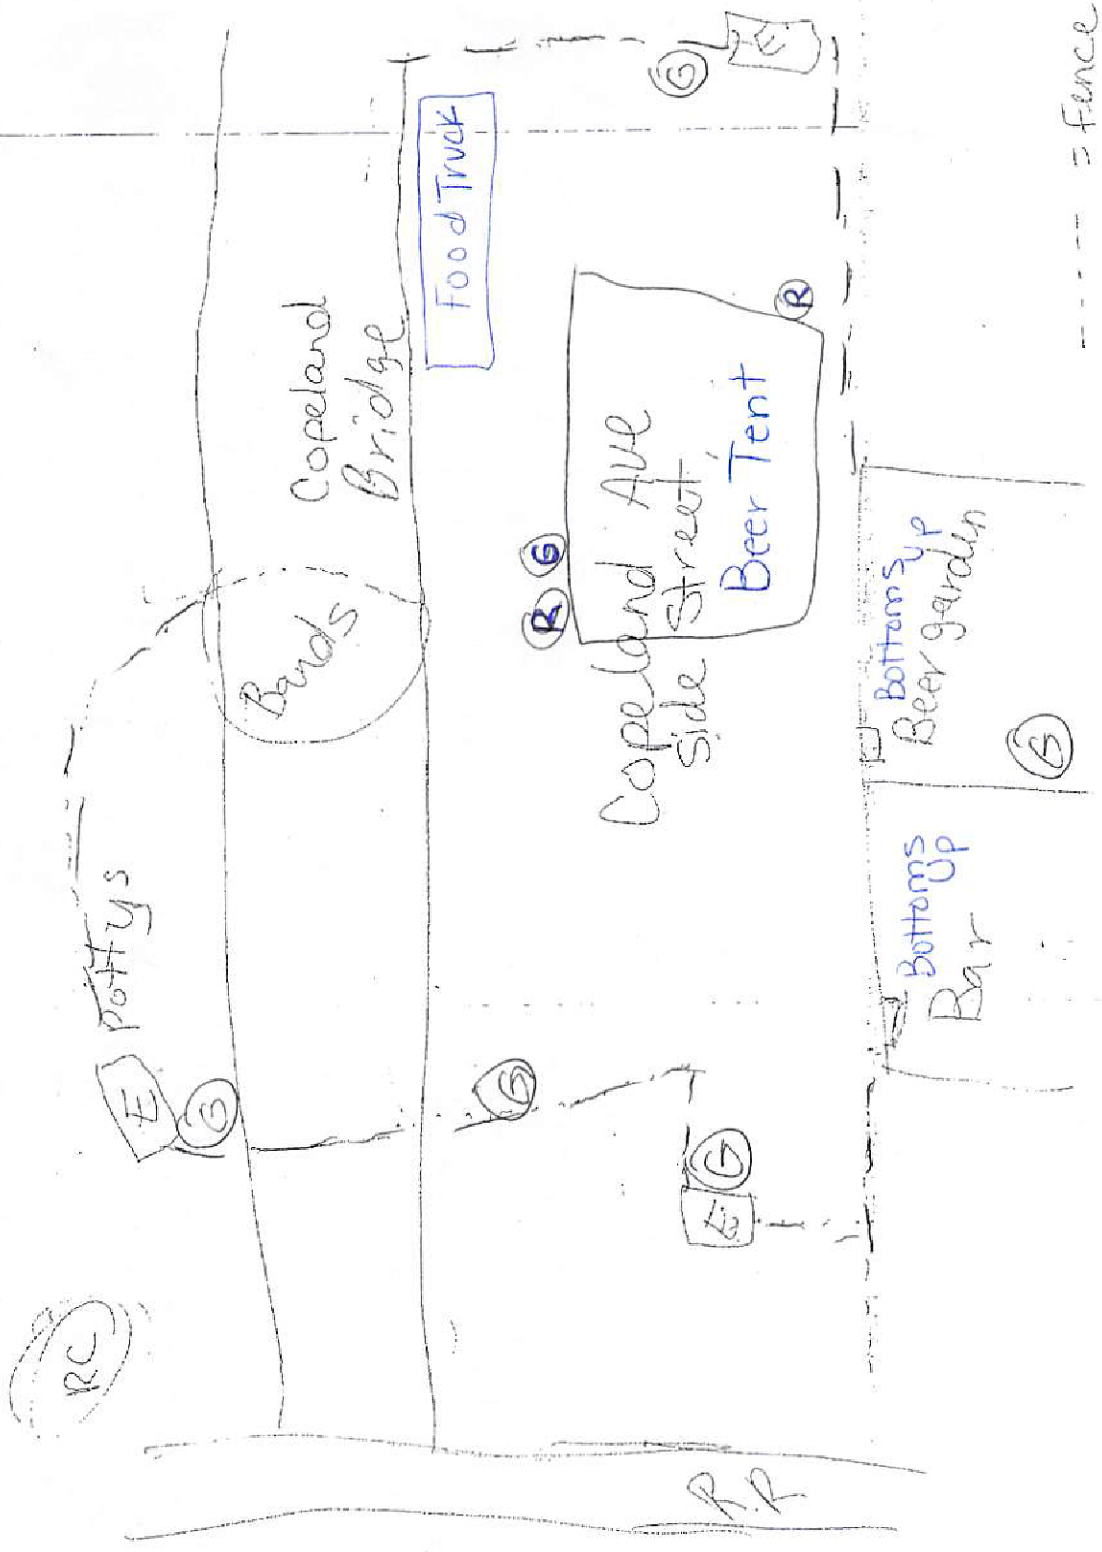 RC
E
Pottys
G
Bands
Copeland
Bridge
Food Truck
G
R G
Copeland Ave
Side street
G
E
E G
Beer Tent
R
R.R
Bottoms up
Beer garden
Bottoms
Up
Bar
G
---- = Fence